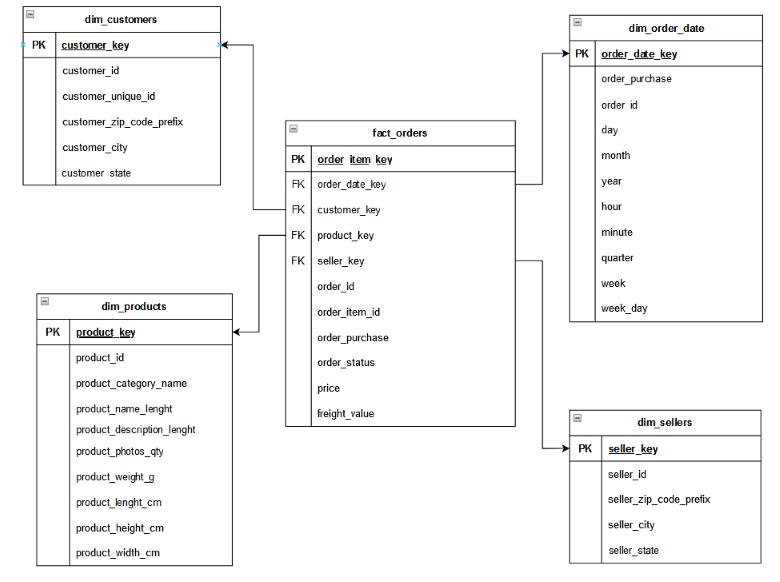 dim_customers
PK customer_key
customer_id
customer_unique_id
customer_zip_code_prefix
customer_city
customer_state
dim_order_date
PK order_date_key
order_purchase
order_id
day
month
year
hour
minute
quarter
week
week_day
fact_orders
PK order_item_key
FK order_date_key
FK customer_key
FK product_key
FK seller_key
order_id
order_item_id
order_purchase
order_status
price
freight_value
dim_products
PK product_key
product_id
product_category_name
product_name_lenght
product_description_lenght
product_photos_qty
product_weight_g
product_lenght_cm
product_height_cm
product_width_cm
dim_sellers
PK seller_key
seller_id
seller_zip_code_prefix
seller_city
seller_state